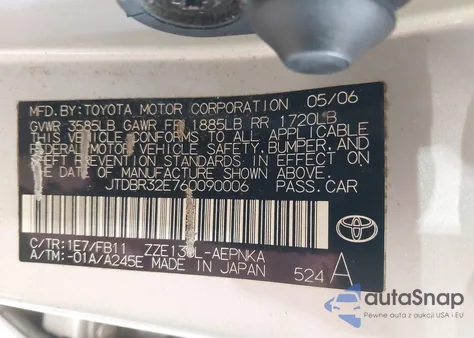 MFD. BY: TOYOTA MOTOR CORPORATION 05/06
GVWR 3585LB GAWR FR 1885LB RR 1720LB
THIS VEHICLE CONFORMS TO ALL APPLICABLE
FEDERAL MOTOR VEHICLE SAFETY, BUMPER, AND
THEFT PREVENTION STANDARDS IN EFFECT ON
THE DATE OF MANUFACTURE SHOWN ABOVE.
JTDBR32E760090006 PASS. CAR
C/TR: 1E7/FB11 ZZE130L-AEPNKA
A/TM: -01A/A245E MADE IN JAPAN 524 A
TOYOTA
autoSnap
Pewne auta z aukcji USA i EU